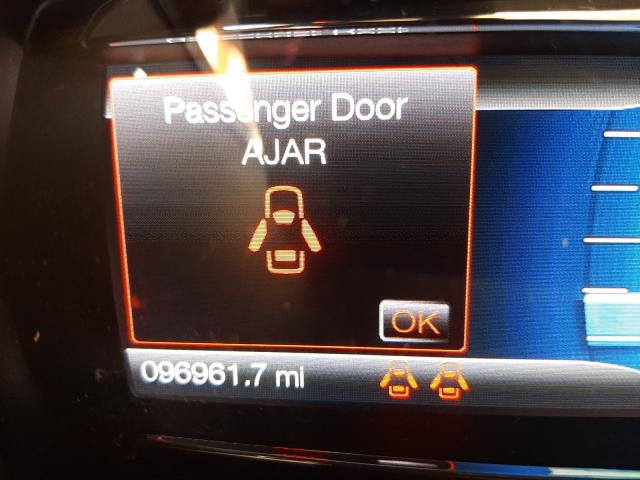 Passenger Door
AJAR
OK
096961.7 mi